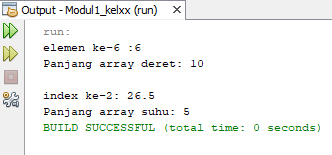 Output - Modul1_kelxx (run)
run:
elemen ke-6 :6
Panjang array deret: 10
index ke-2: 26.5
Panjang array suhu: 5
BUILD SUCCESSFUL (total time: 0 seconds)